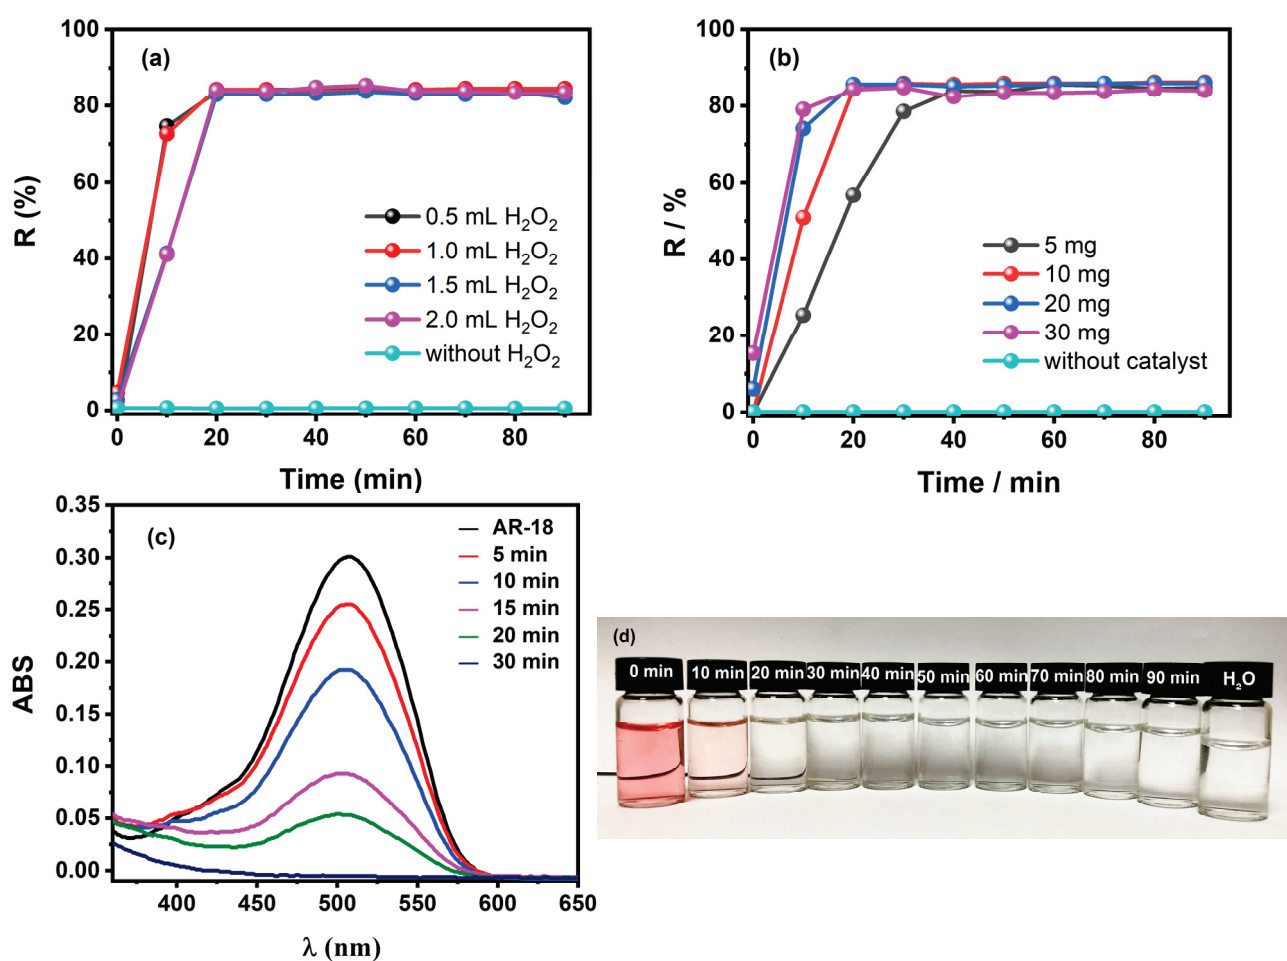 (a)
R (%)
100
80
60
40
20
0
0.5 mL H₂O₂
1.0 mL H₂O₂
1.5 mL H₂O₂
2.0 mL H₂O₂
without H₂O₂
0 20 40 60 80
Time (min)
(b)
R / %
100
80
60
40
20
0
5 mg
10 mg
20 mg
30 mg
without catalyst
0 20 40 60 80
Time / min
(c)
ABS
0.35
0.30
0.25
0.20
0.15
0.10
0.05
0.00
AR-18
5 min
10 min
15 min
20 min
30 min
400 450 500 550 600 650
λ (nm)
(d)
0 min 10 min 20 min 30 min 40 min 50 min 60 min 70 min 80 min 90 min H₂O